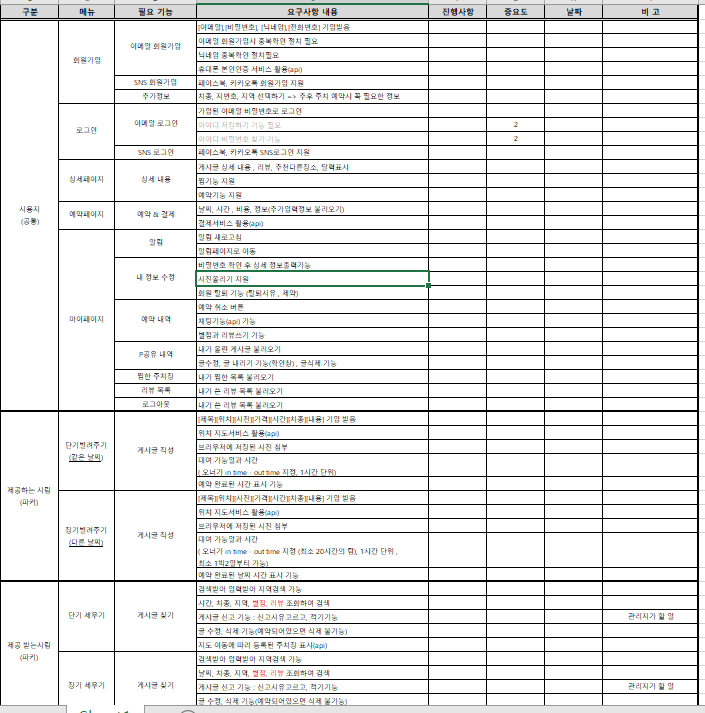 구분 메뉴 필요 기능 요구사항 내용 진행사항 중요도 날짜 비 고
사용자
(공통)
회원가입
이메일 회원가입
[이메일],[비밀번호], [닉네임],[전화번호] 기입받음
이메일 회원가입시 중복확인 절차 필요
닉네임 중복확인 절차필요
휴대폰 본인인증 서비스 활용(api)
SNS 회원가입 페이스북, 카카오톡 회원가입 지원
추가정보 차종, 차번호, 지역 선택하기 => 추후 주차 예약시 꼭 필요한 정보
로그인
이메일 로그인
가입된 이메일 비밀번호로 로그인
아이디 저장하기 기능 필요 2
아이디 비밀번호 찾기 기능 2
SNS 로그인 페이스북, 카카오톡 SNS로그인 지원
상세페이지
상세 내용
게시글 상세 내용 , 리뷰, 추천다른장소, 달력표시
찜기능 지원
예약기능 지원
예약페이지
예약 & 결제
날짜, 시간 , 비용, 정보(추가입력정보 불러오기)
결제서비스 활용(api)
마이페이지
알림
알림 새로고침
알림페이지로 이동
내 정보 수정
비밀번호 확인 후 상세 정보출력가능
사진올리기 지원
회원 탈퇴 기능 (탈퇴사유 , 제약)
예약 내역
예약 취소 버튼
채팅기능(api) 가능
별점과 리뷰쓰기 가능
P공유 내역
내가 올린 게시글 불러오기
글수정, 글 내리기 기능(확인창) , 글삭제 기능
찜한 주차장 내가 찜한 목록 불러오기
리뷰 목록 내가 쓴 리뷰 목록 불러오기
로그아웃 내가 쓴 리뷰 목록 불러오기
제공하는 사람
(파커)
단기빌려주기
(같은 날짜)
게시글 작성
[제목][위치][사진][가격][시간][차종][내용] 기입 받음
위치 지도서비스 활용(api)
브라우저에 저장된 사진 첨부
대여 가능일과 시간
( 오너가 in time - out time 지정, 1시간 단위)
예약 완료된 시간 표시 기능
장기빌려주기
(다른 날짜)
게시글 작성
[제목][위치][사진][가격][시간][차종][내용] 기입 받음
위치 지도서비스 활용(api)
브라우저에 저장된 사진 첨부
대여 가능일과 시간
( 오너가 in time - out time 지정 (최소 20시간의 텀), 1시간 단위 ,
최소 1박2일부터 가능)
예약 완료된 날짜 시간 표시 기능
제공 받는사람
(파키)
단기 세우기
게시글 찾기
검색받아 입력받아 지역검색 가능
시간, 차종, 지역, 별점, 리뷰 조회하여 검색
게시글 신고 기능 : 신고사유고르고, 적기기능 관리자가 할 일
글 수정, 삭제 기능(예약되어있으면 삭제 불가능)
지도 이동에 따라 등록된 주차장 표시(api)
장기 세우기
게시글 찾기
검색받아 입력받아 지역검색 가능
날짜, 차종, 지역, 별점, 리뷰 조회하여 검색
게시글 신고 기능 : 신고사유고르고, 적기기능 관리자가 할 일
글 수정, 삭제 기능(예약되어있으면 삭제 불가능)